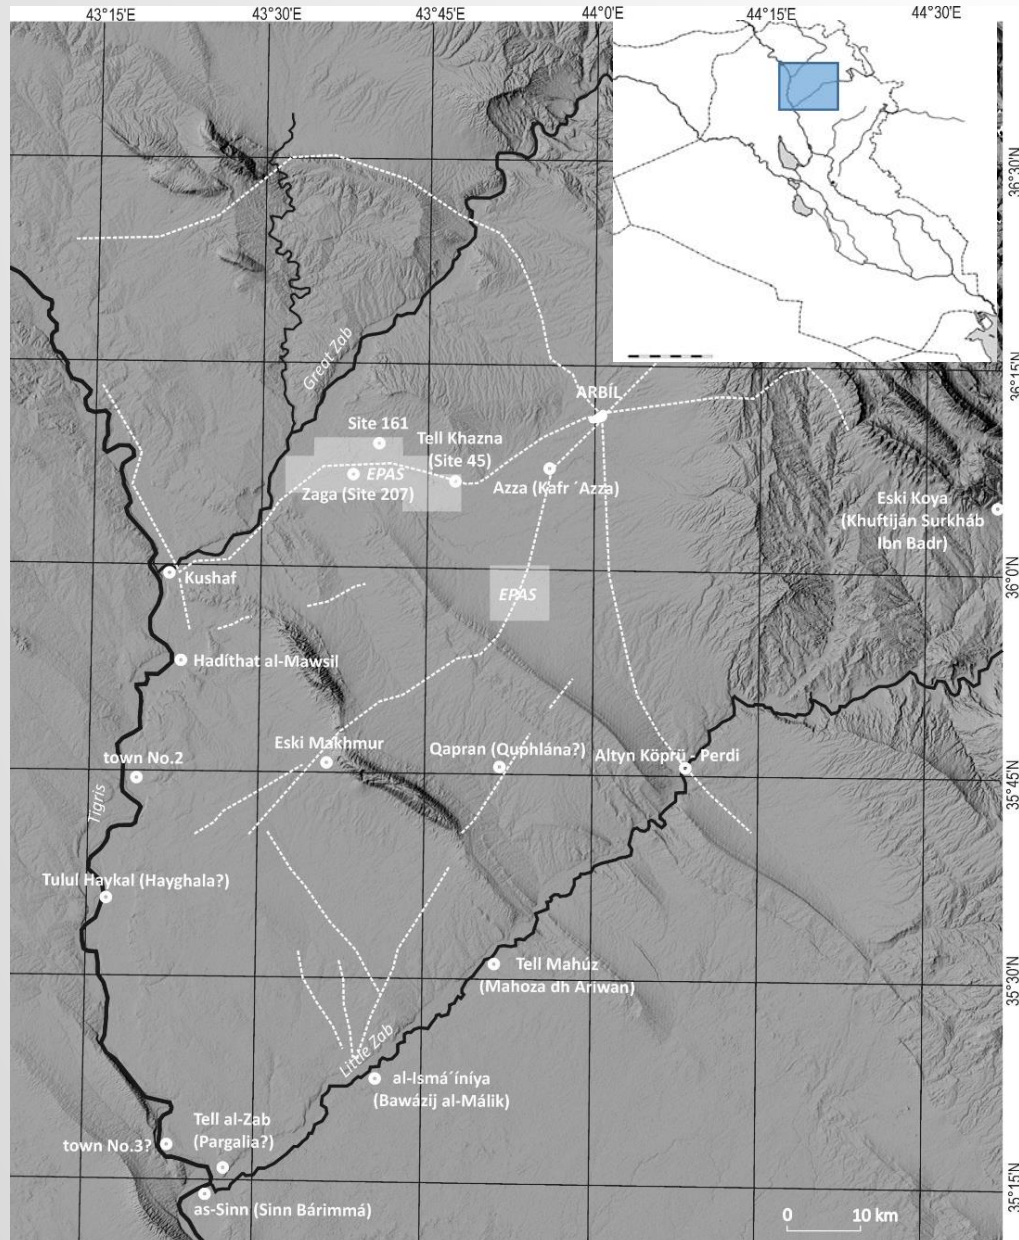 43°15'E 43°30'E 43°45'E 44°0'E 44°15'E 44°30'E
36°30'N
Great Zab
36°15'N
ARBÍL
Site 161
Tell Khazna
(Site 45)
EPAS
Zaga (Site 207)
Azza (Kafr ´Azza)
Eski Koya
(Khuftiján Surkháb
Ibn Badr)
Kushaf
36°0'N
EPAS
Hadíthat al-Mawsil
Eski Makhmur
Qapran (Quphlána?)
Altyn Köprü
Perdi
town No.2
35°45'N
Tigris
Tulul Haykal (Hayghala?)
Tell Mahúz
(Mahoza dh Ariwan)
35°30'N
Little Zab
al-Ismá´íníya
(Bawázij al-Málik)
Tell al-Zab
(Pargalia?)
town No.3?
35°15'N
as-Sinn (Sinn Bárimmá)
0 10 km